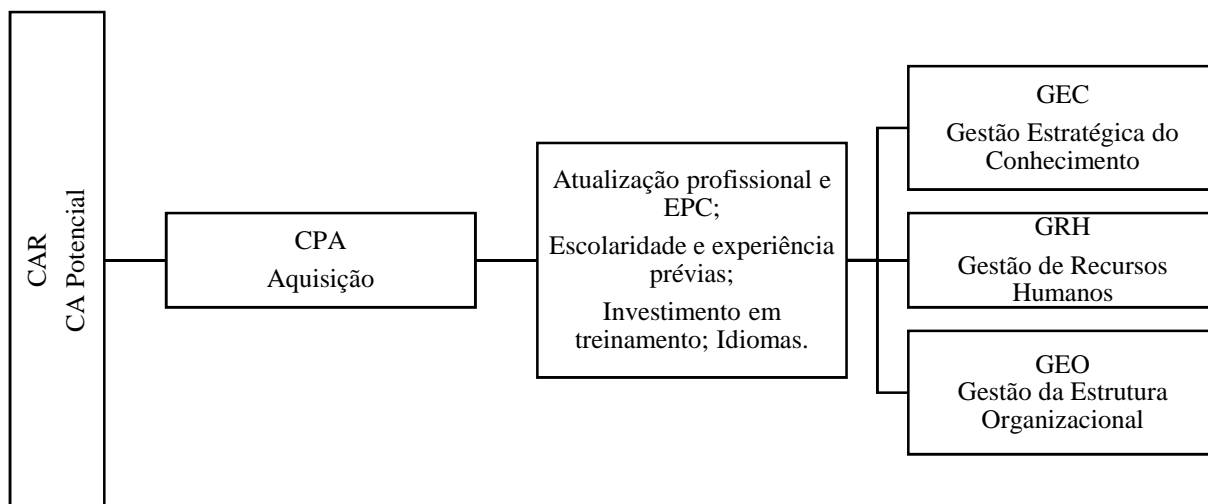 CAR
CA Potencial
CPA
Aquisição
Atualização profissional e
EPC;
Escolaridade e experiência
prévias;
Investimento em
treinamento; Idiomas.
GEC
Gestão Estratégica do
Conhecimento
GRH
Gestão de Recursos
Humanos
GEO
Gestão da Estrutura
Organizacional